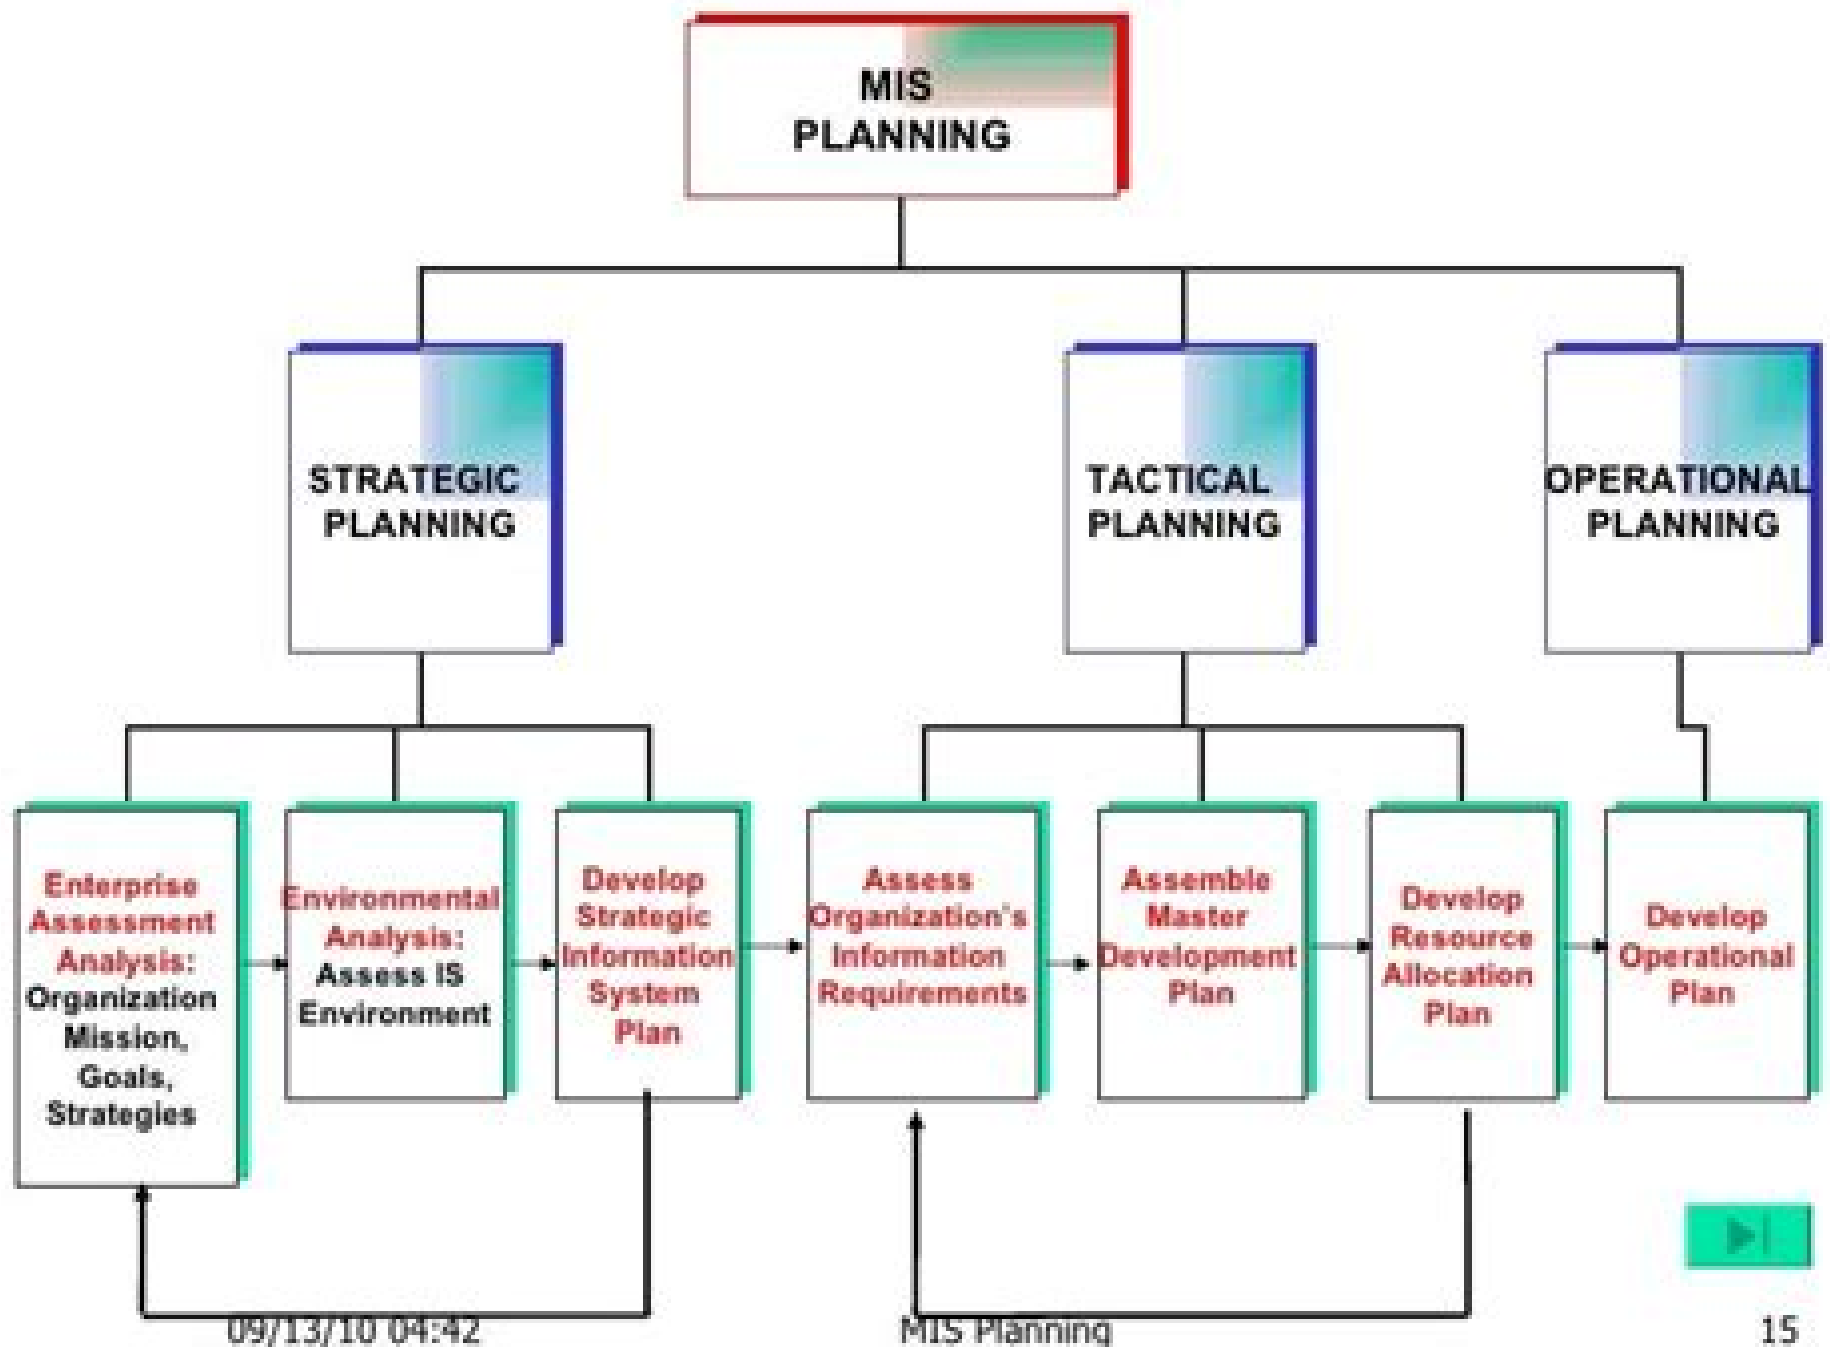 MIS
PLANNING
STRATEGIC
PLANNING
TACTICAL
PLANNING
OPERATIONAL
PLANNING
Enterprise
Assessment
Analysis:
Organization
Mission,
Goals,
Strategies
Environmental
Analysis:
Assess IS
Environment
Develop
Strategic
Information
System
Plan
Assess
Organization's
Information
Requirements
Assemble
Master
Development
Plan
Develop
Resource
Allocation
Plan
Develop
Operational
Plan
09/13/10 04:42
MIS Planning
15